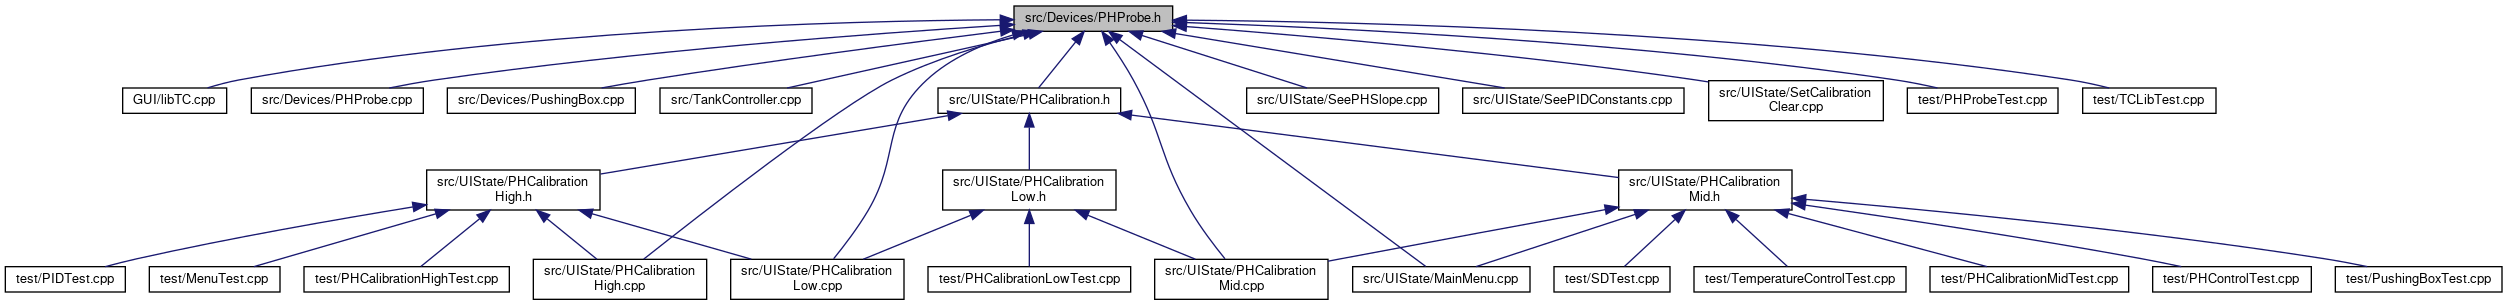 src/Devices/PHProbe.h
GUI/libTC.cpp
src/Devices/PHProbe.cpp
src/Devices/PushingBox.cpp
src/TankController.cpp
src/UIState/PHCalibration.h
src/UIState/SeePHSlope.cpp
src/UIState/SeePIDConstants.cpp
src/UIState/SetCalibration
Clear.cpp
test/PHProbeTest.cpp
test/TCLibTest.cpp
src/UIState/PHCalibration
High.h
src/UIState/PHCalibration
Low.h
src/UIState/PHCalibration
Mid.h
test/PIDTest.cpp
test/MenuTest.cpp
test/PHCalibrationHighTest.cpp
src/UIState/PHCalibration
High.cpp
src/UIState/PHCalibration
Low.cpp
test/PHCalibrationLowTest.cpp
src/UIState/PHCalibration
Mid.cpp
src/UIState/MainMenu.cpp
test/SDTest.cpp
test/TemperatureControlTest.cpp
test/PHCalibrationMidTest.cpp
test/PHControlTest.cpp
test/PushingBoxTest.cpp